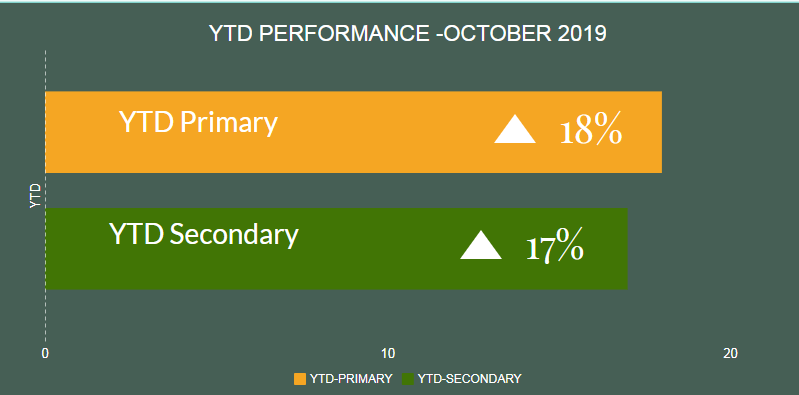 YTD PERFORMANCE -OCTOBER 2019
YTD Primary 18%
YTD
YTD Secondary 17%
0 10 20
YTD-PRIMARY YTD-SECONDARY